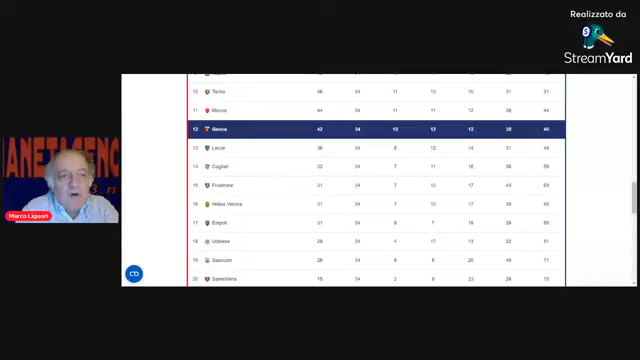 Realizzato da
StreamYard
10 Torino 46 34 11 13 10 31 31
11 Monza 44 34 11 11 12 36 44
12 Genoa 42 34 10 12 12 38 40
13 Lecce 36 34 8 12 14 31 49
14 Cagliari 32 34 7 11 16 36 58
15 Frosinone 31 34 7 10 17 43 63
16 Hellas Verona 31 34 7 10 17 30 45
17 Empoli 31 34 8 7 19 26 50
18 Udinese 28 34 4 17 13 32 51
19 Sassuolo 26 34 6 8 20 40 71
20 Salernitana 15 34 2 9 23 26 73
ANETAGENO
Marco Liguori